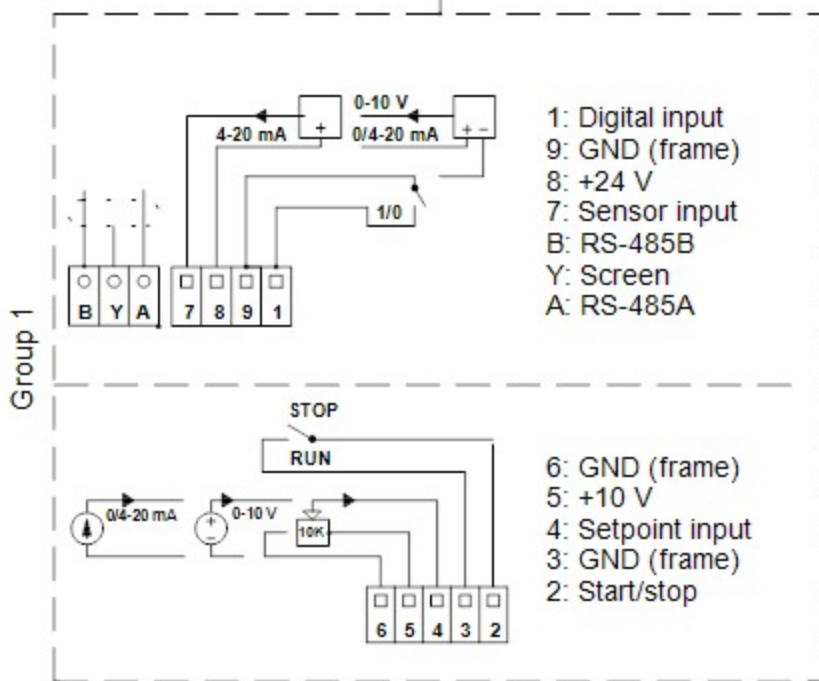 Group 1
0-10 V
4-20 mA
+
0/4-20 mA
+ -
1/0
B Y A 7 8 9 1
1: Digital input
9: GND (frame)
8: +24 V
7: Sensor input
B: RS-485B
Y: Screen
A: RS-485A
STOP
RUN
0/4-20 mA
+
-
0-10 V
10K
6 5 4 3 2
6: GND (frame)
5: +10 V
4: Setpoint input
3: GND (frame)
2: Start/stop